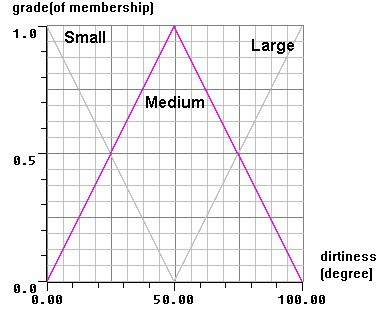 grade(of membership)
1.0
Small
Large
Medium
0.5
dirtiness
(degree)
0.0
0.00 50.00 100.00